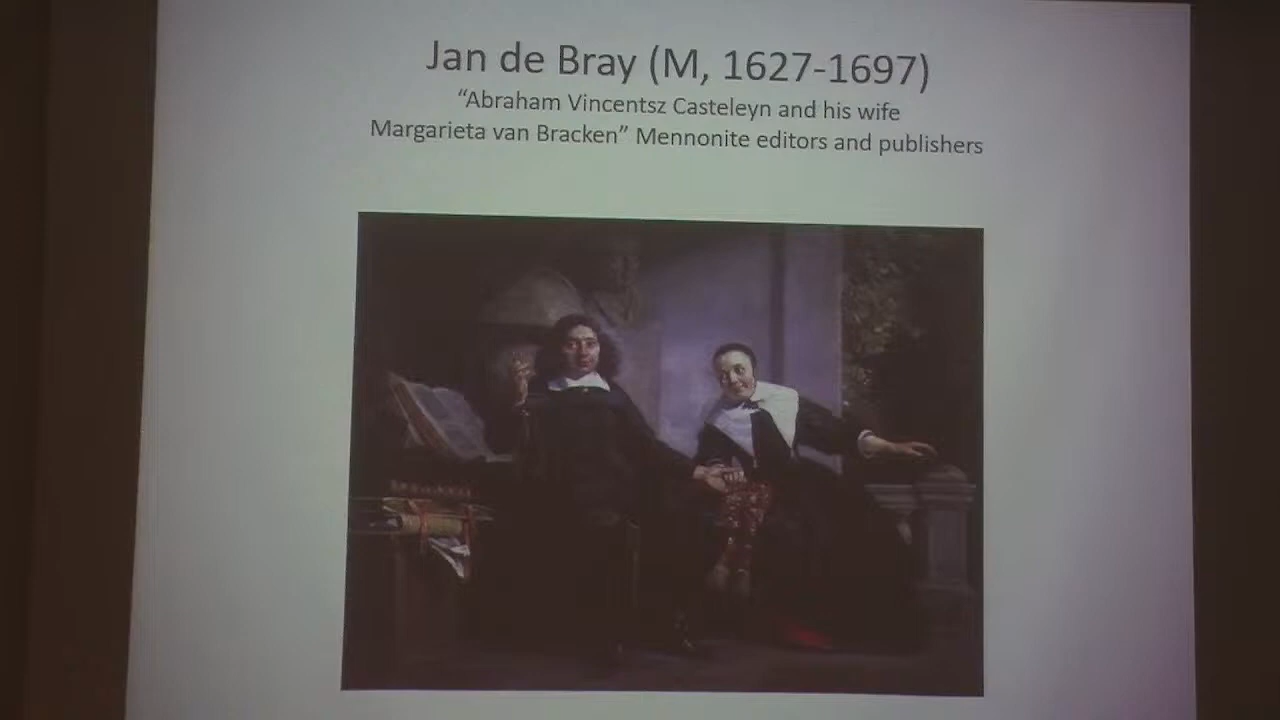 Jan de Bray (M, 1627-1697)
“Abraham Vincentsz Casteleyn and his wife
Margarieta van Bracken” Mennonite editors and publishers